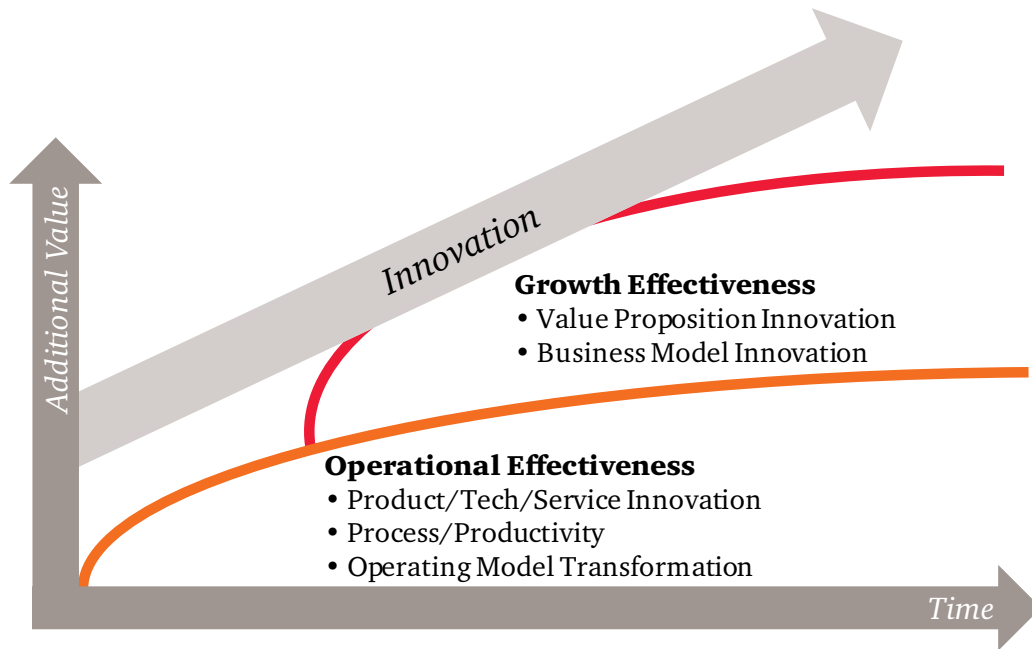 Additional Value
Innovation
Growth Effectiveness
• Value Proposition Innovation
• Business Model Innovation
Operational Effectiveness
• Product/Tech/Service Innovation
• Process/Productivity
• Operating Model Transformation
Time